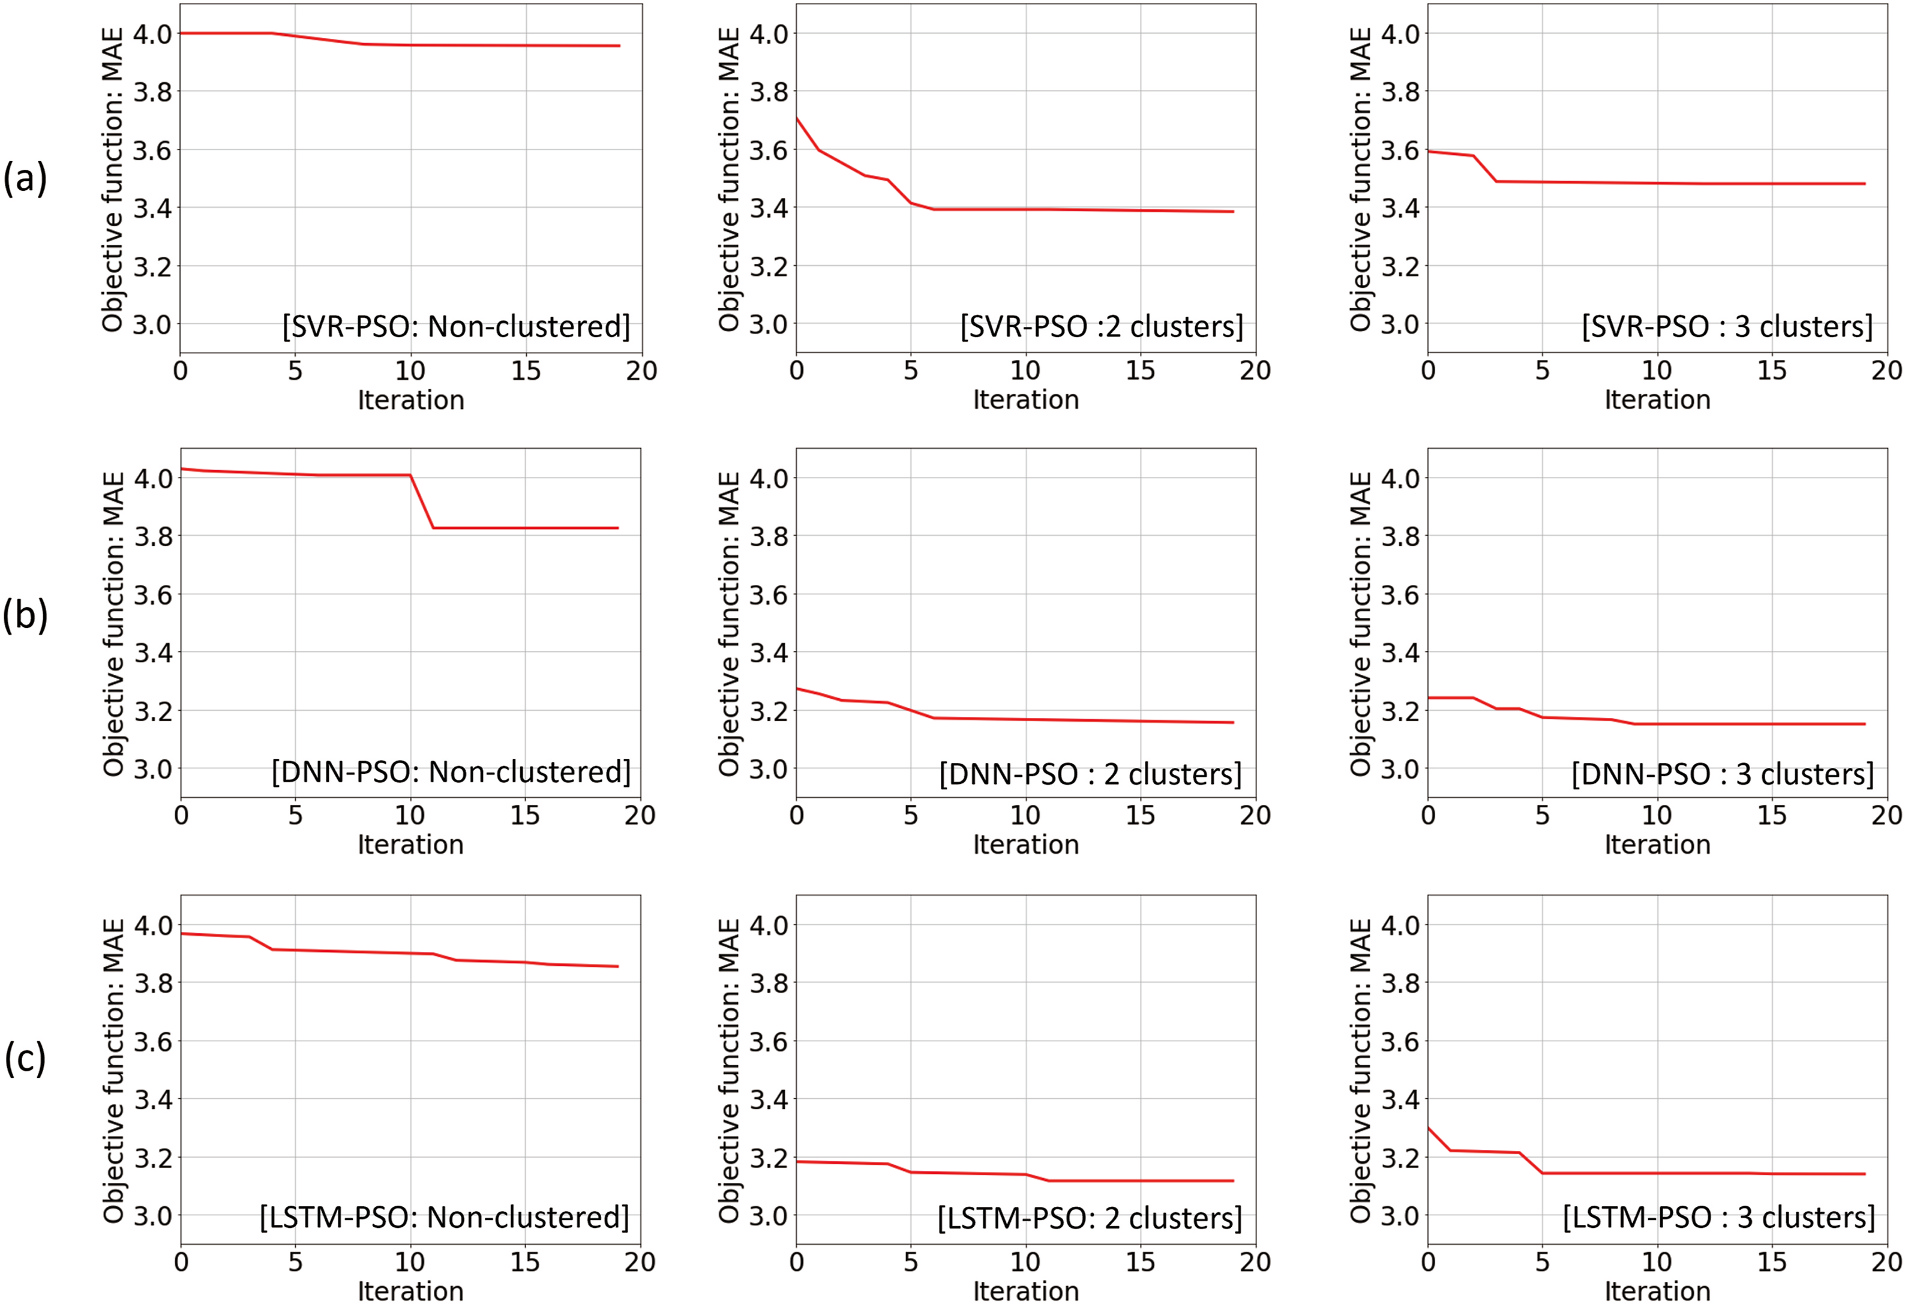 (a)
Objective function: MAE
4.0
3.8
3.6
3.4
3.2
3.0
[SVR-PSO: Non-clustered]
0 5 10 15 20
Iteration
Objective function: MAE
4.0
3.8
3.6
3.4
3.2
3.0
[SVR-PSO :2 clusters]
0 5 10 15 20
Iteration
Objective function: MAE
4.0
3.8
3.6
3.4
3.2
3.0
[SVR-PSO : 3 clusters]
0 5 10 15 20
Iteration
(b)
Objective function: MAE
4.0
3.8
3.6
3.4
3.2
3.0
[DNN-PSO: Non-clustered]
0 5 10 15 20
Iteration
Objective function: MAE
4.0
3.8
3.6
3.4
3.2
3.0
[DNN-PSO : 2 clusters]
0 5 10 15 20
Iteration
Objective function: MAE
4.0
3.8
3.6
3.4
3.2
3.0
[DNN-PSO : 3 clusters]
0 5 10 15 20
Iteration
(c)
Objective function: MAE
4.0
3.8
3.6
3.4
3.2
3.0
[LSTM-PSO: Non-clustered]
0 5 10 15 20
Iteration
Objective function: MAE
4.0
3.8
3.6
3.4
3.2
3.0
[LSTM-PSO: 2 clusters]
0 5 10 15 20
Iteration
Objective function: MAE
4.0
3.8
3.6
3.4
3.2
3.0
[LSTM-PSO : 3 clusters]
0 5 10 15 20
Iteration